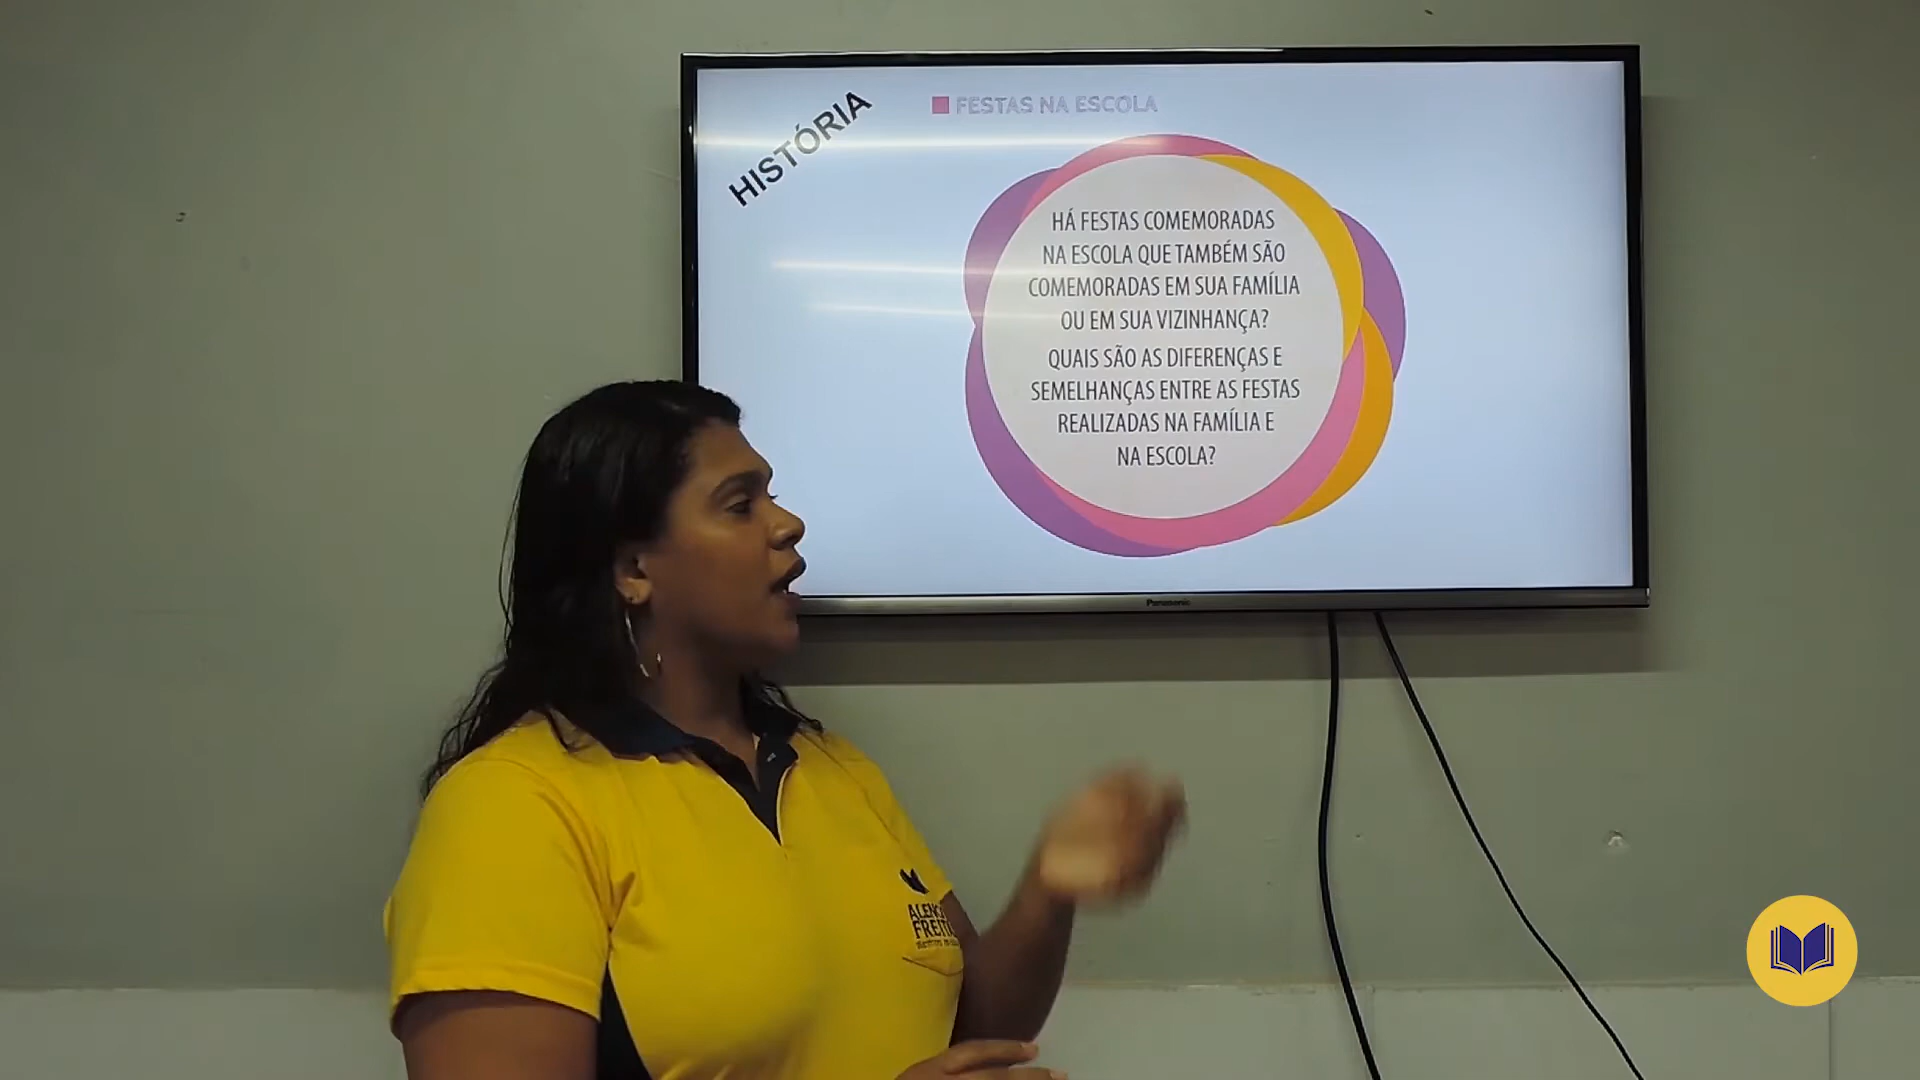 HISTÓRIA
FESTAS NA ESCOLA
HÁ FESTAS COMEMORADAS
NA ESCOLA QUE TAMBÉM SÃO
COMEMORADAS EM SUA FAMÍLIA
OU EM SUA VIZINHANÇA?
QUAIS SÃO AS DIFERENÇAS E
SEMELHANÇAS ENTRE AS FESTAS
REALIZADAS NA FAMÍLIA E
NA ESCOLA?
Panasonic